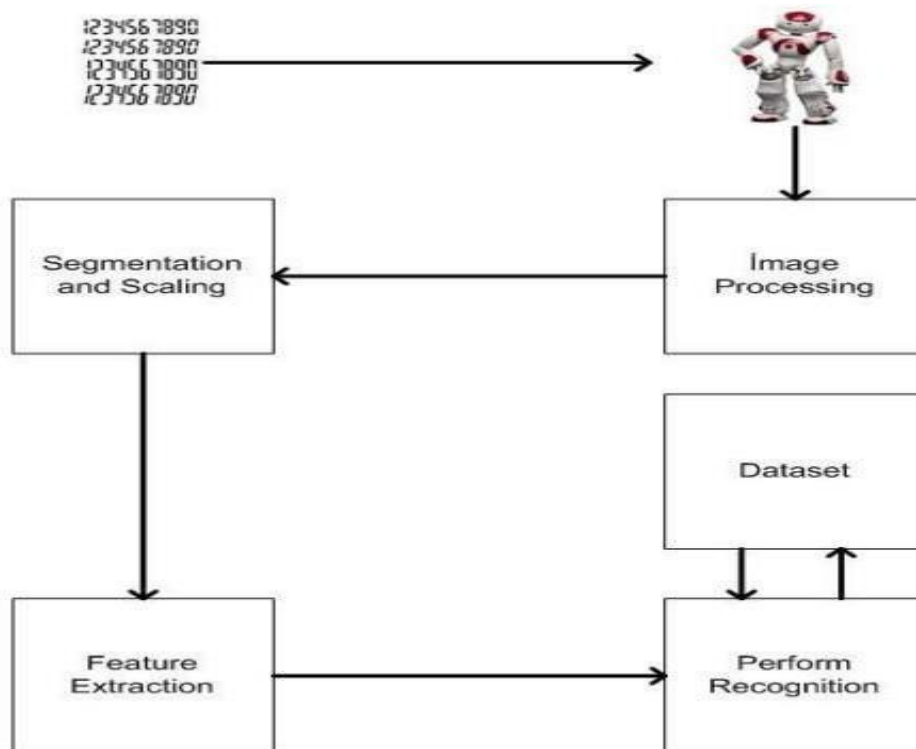 1234567890
1234567890
1234567890
1234567890
Segmentation
and Scaling
İmage
Processing
Dataset
Feature
Extraction
Perform
Recognition